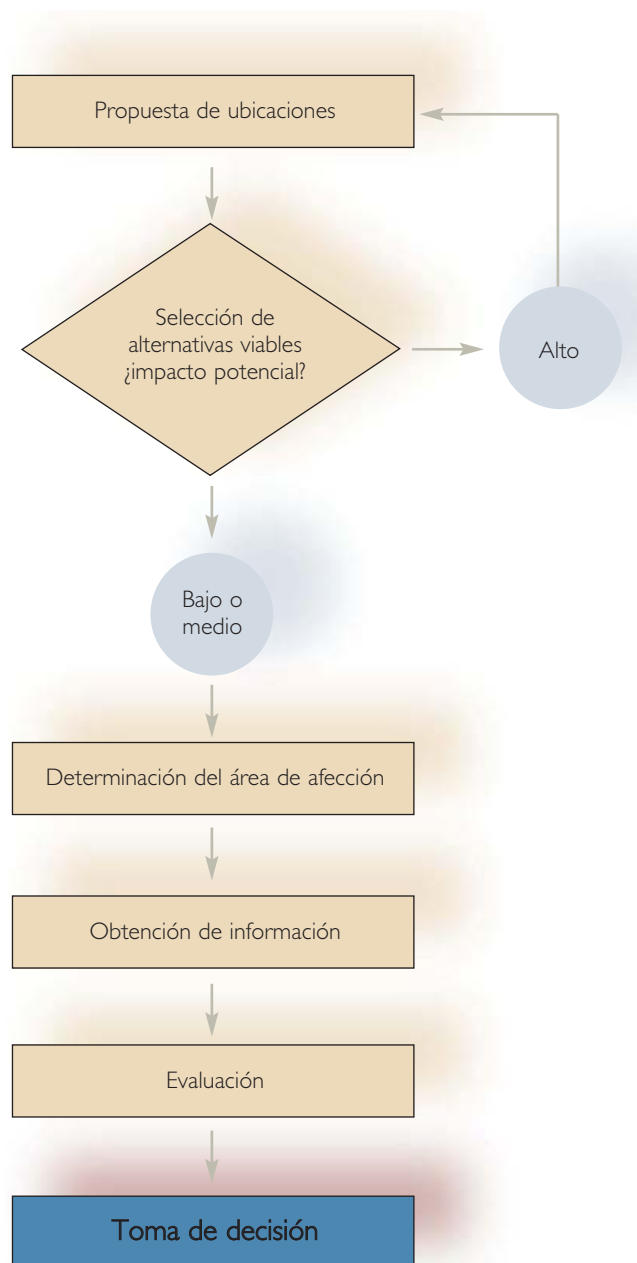 Propuesta de ubicaciones
Selección de
alternativas viables
¿impacto potencial?
Alto
Bajo o
medio
Determinación del área de afección
Obtención de información
Evaluación
Toma de decisión